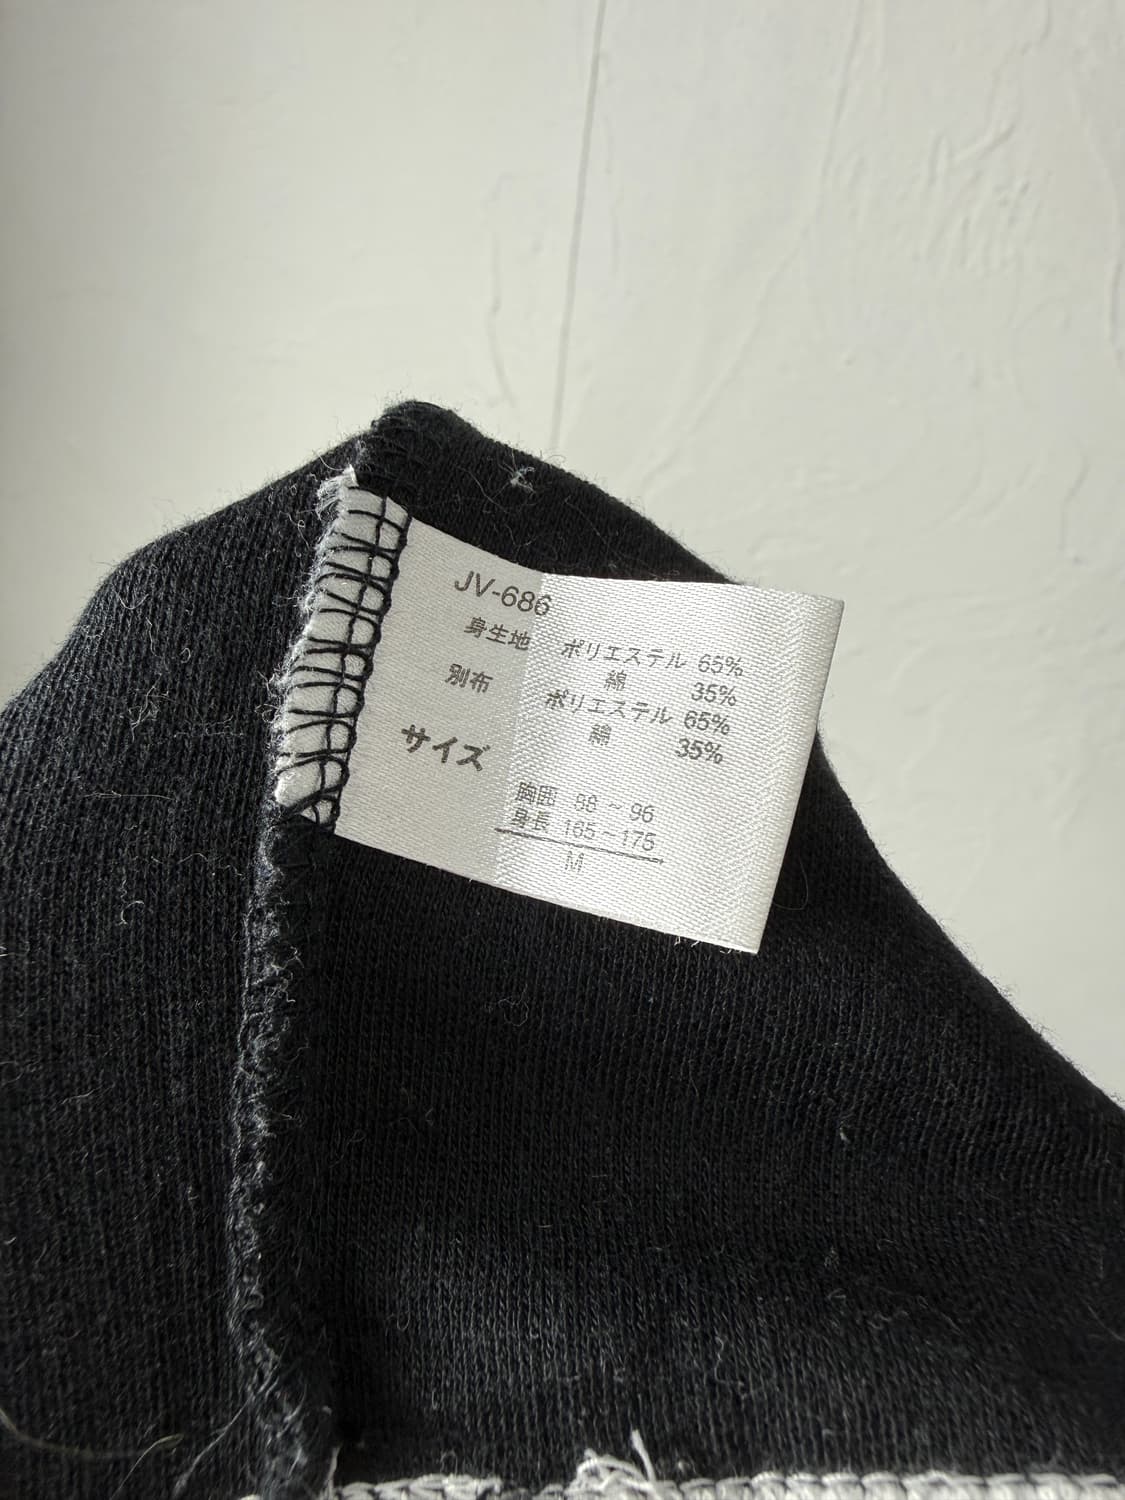 JV-686
身生地 ポリエステル 65%
綿 35%
別布 ポリエステル 65%
綿 35%
サイズ
胸囲 88 ~ 96
身長 165~175
M